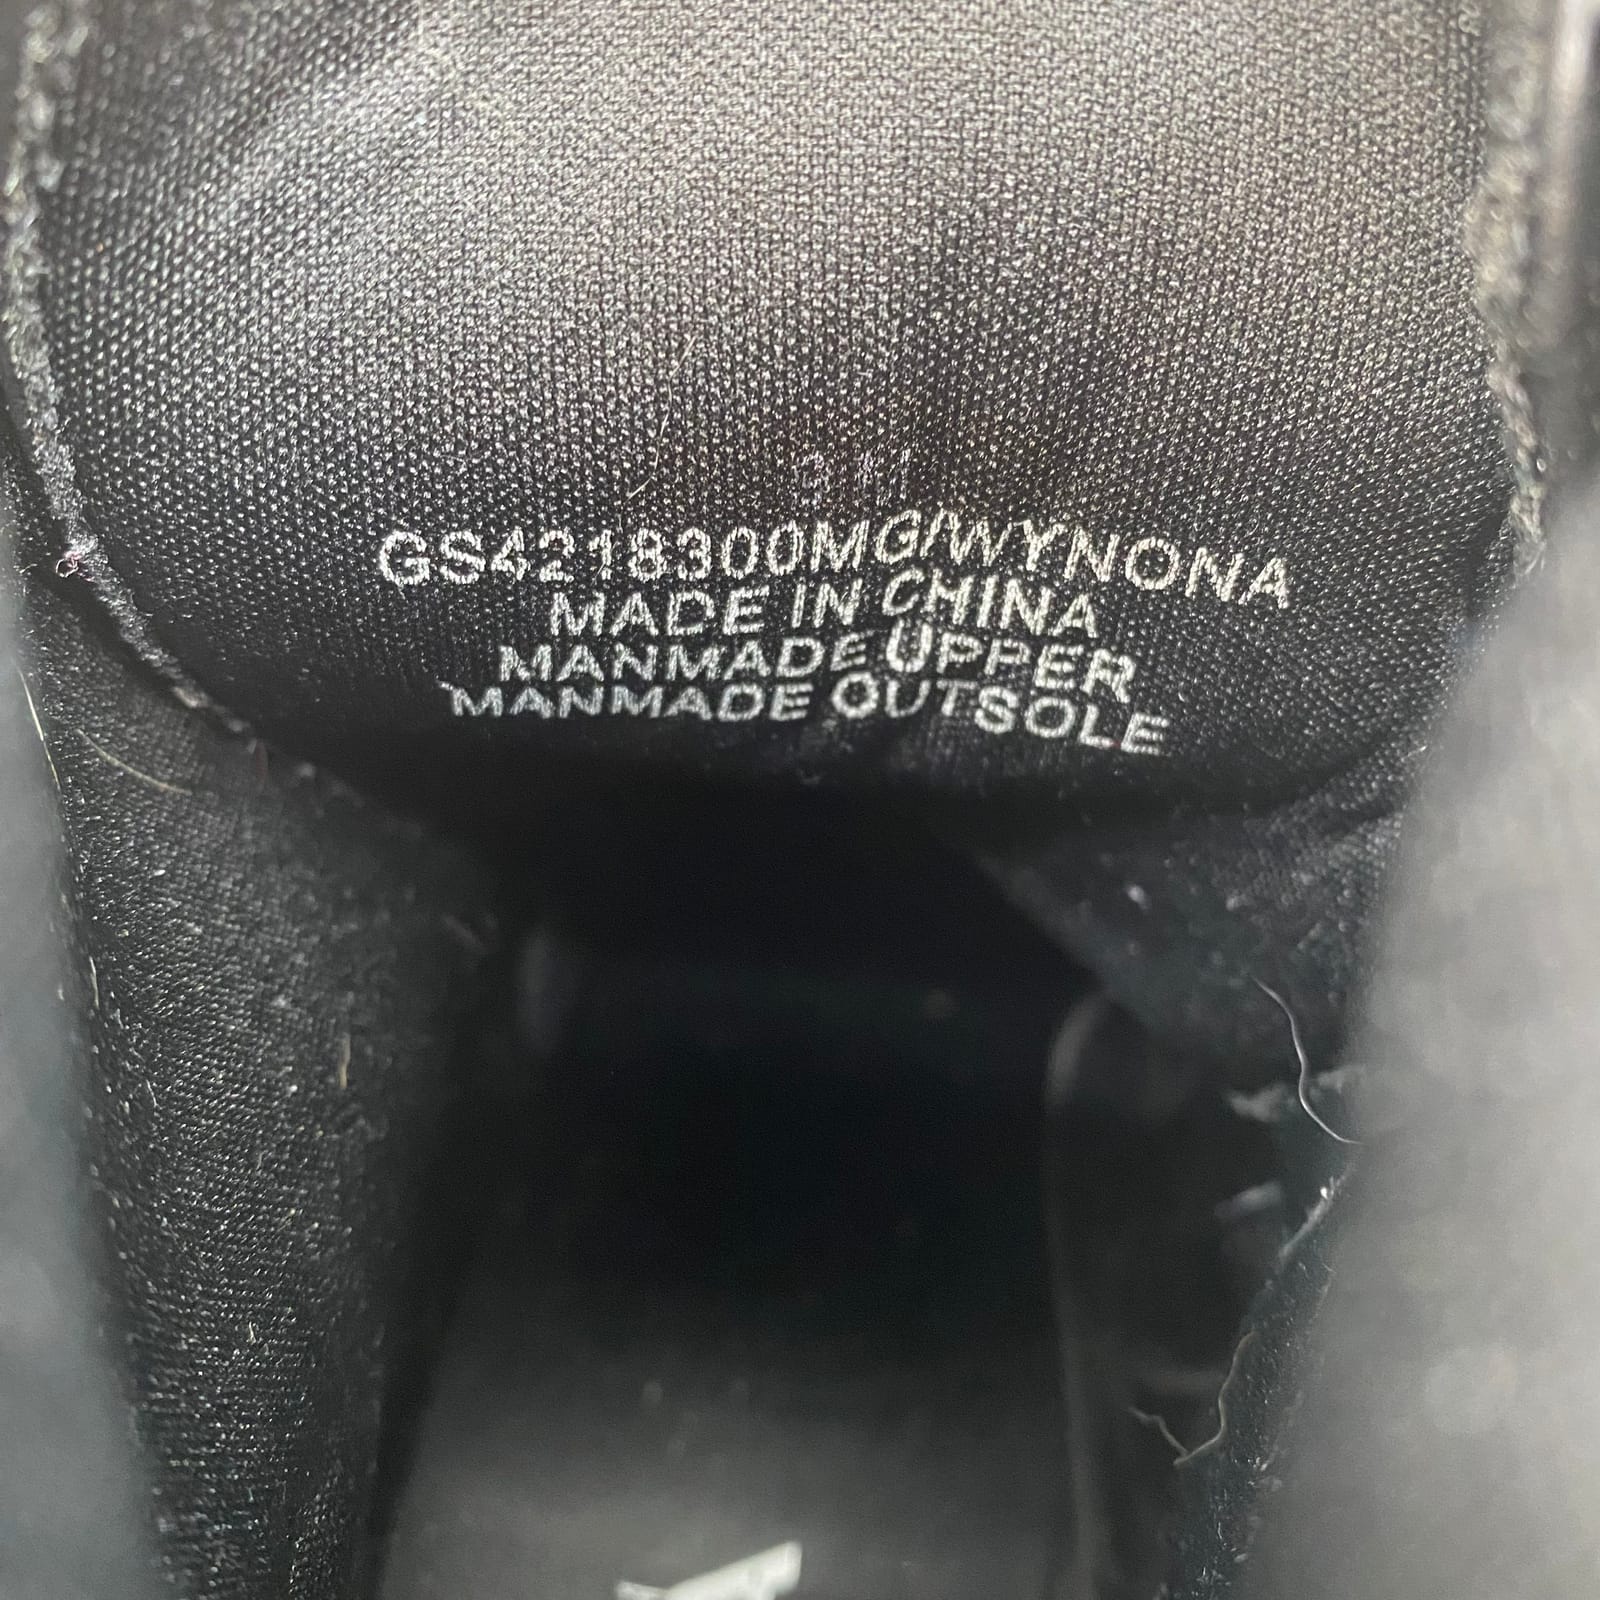 GS4218300MG/WYNONA
MADE IN CHINA
MANMADE UPPER
MANMADE OUTSOLE